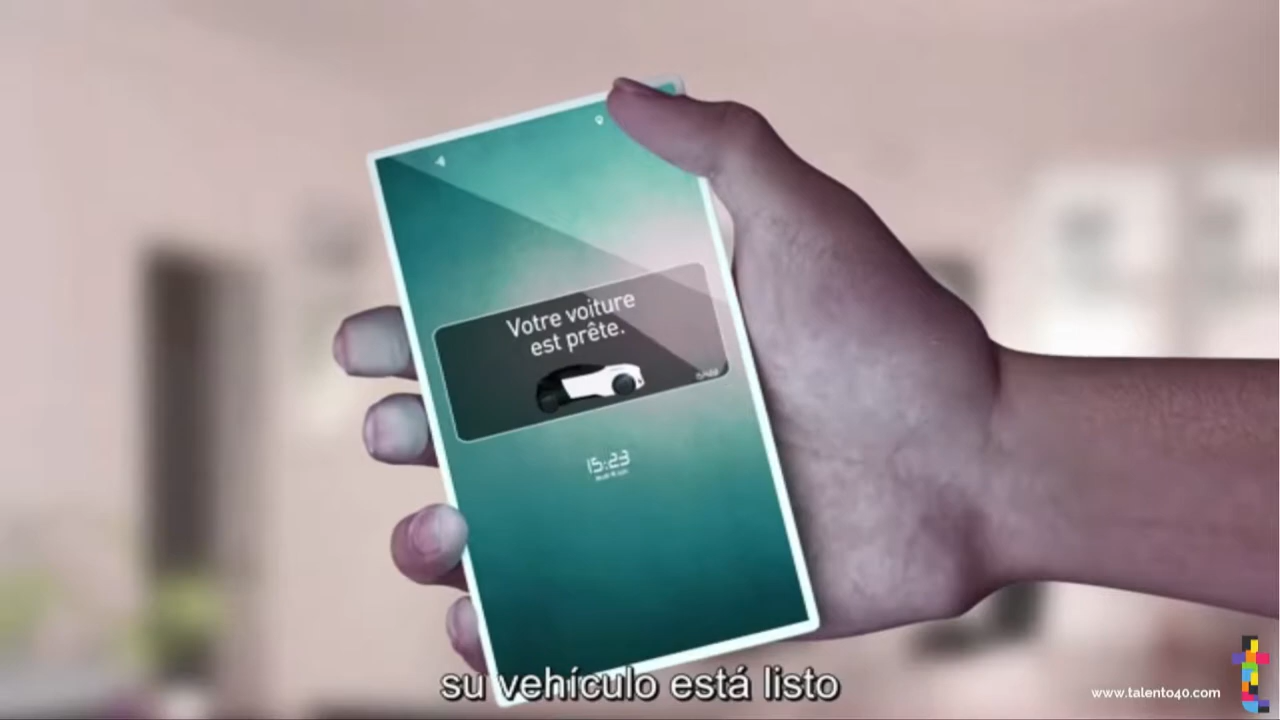 Votre voiture
est prête.
15:23
su vehículo está listo
www.talento40.com